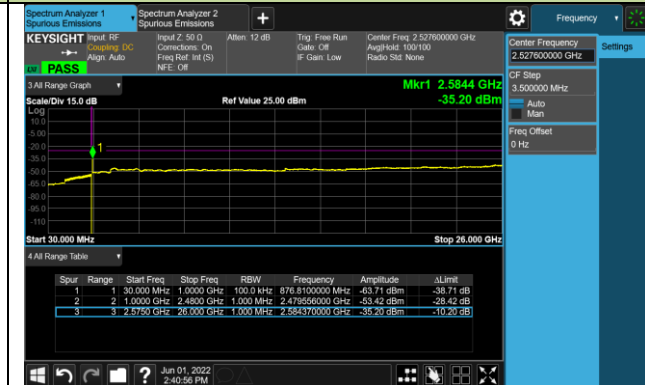 Spectrum Analyzer 1
Spurious Emissions
Spectrum Analyzer 2
Spurious Emissions
+
Frequency
KEYSIGHT
Input: RF
Coupling: DC
Align: Auto
Input Z: 50 Ω
Corrections: On
Freq Ref: Int (S)
NFE: Off
Atten: 12 dB
Trig: Free Run
Gate: Off
IF Gain: Low
Center Freq: 2.527600000 GHz
Avg|Hold: 100/100
Radio Std: None
PASS
Center Frequency
2.527600000 GHz
Settings
CF Step
3.500000 MHz
Auto
Man
Freq Offset
0 Hz
3 All Range Graph
Mkr1 2.5844 GHz
-35.20 dBm
Scale/Div 15.0 dB
Ref Value 25.00 dBm
Log
10.0
-5.00
-20.0
-35.0
-50.0
-65.0
-80.0
-95.0
-110
1
Start 30.000 MHz
Stop 26.000 GHz
4 All Range Table
Spur Range Start Freq Stop Freq RBW Frequency Amplitude ΔLimit
1 1 30.000 MHz 1.0000 GHz 100.0 kHz 876.8100000 MHz -63.71 dBm -38.71 dB
2 2 1.0000 GHz 2.4800 GHz 1.000 MHz 2.479556000 GHz -53.42 dBm -28.42 dB
3 3 2.5750 GHz 26.000 GHz 1.000 MHz 2.584370000 GHz -35.20 dBm -10.20 dB
?
Jun 01, 2022
2:40:56 PM